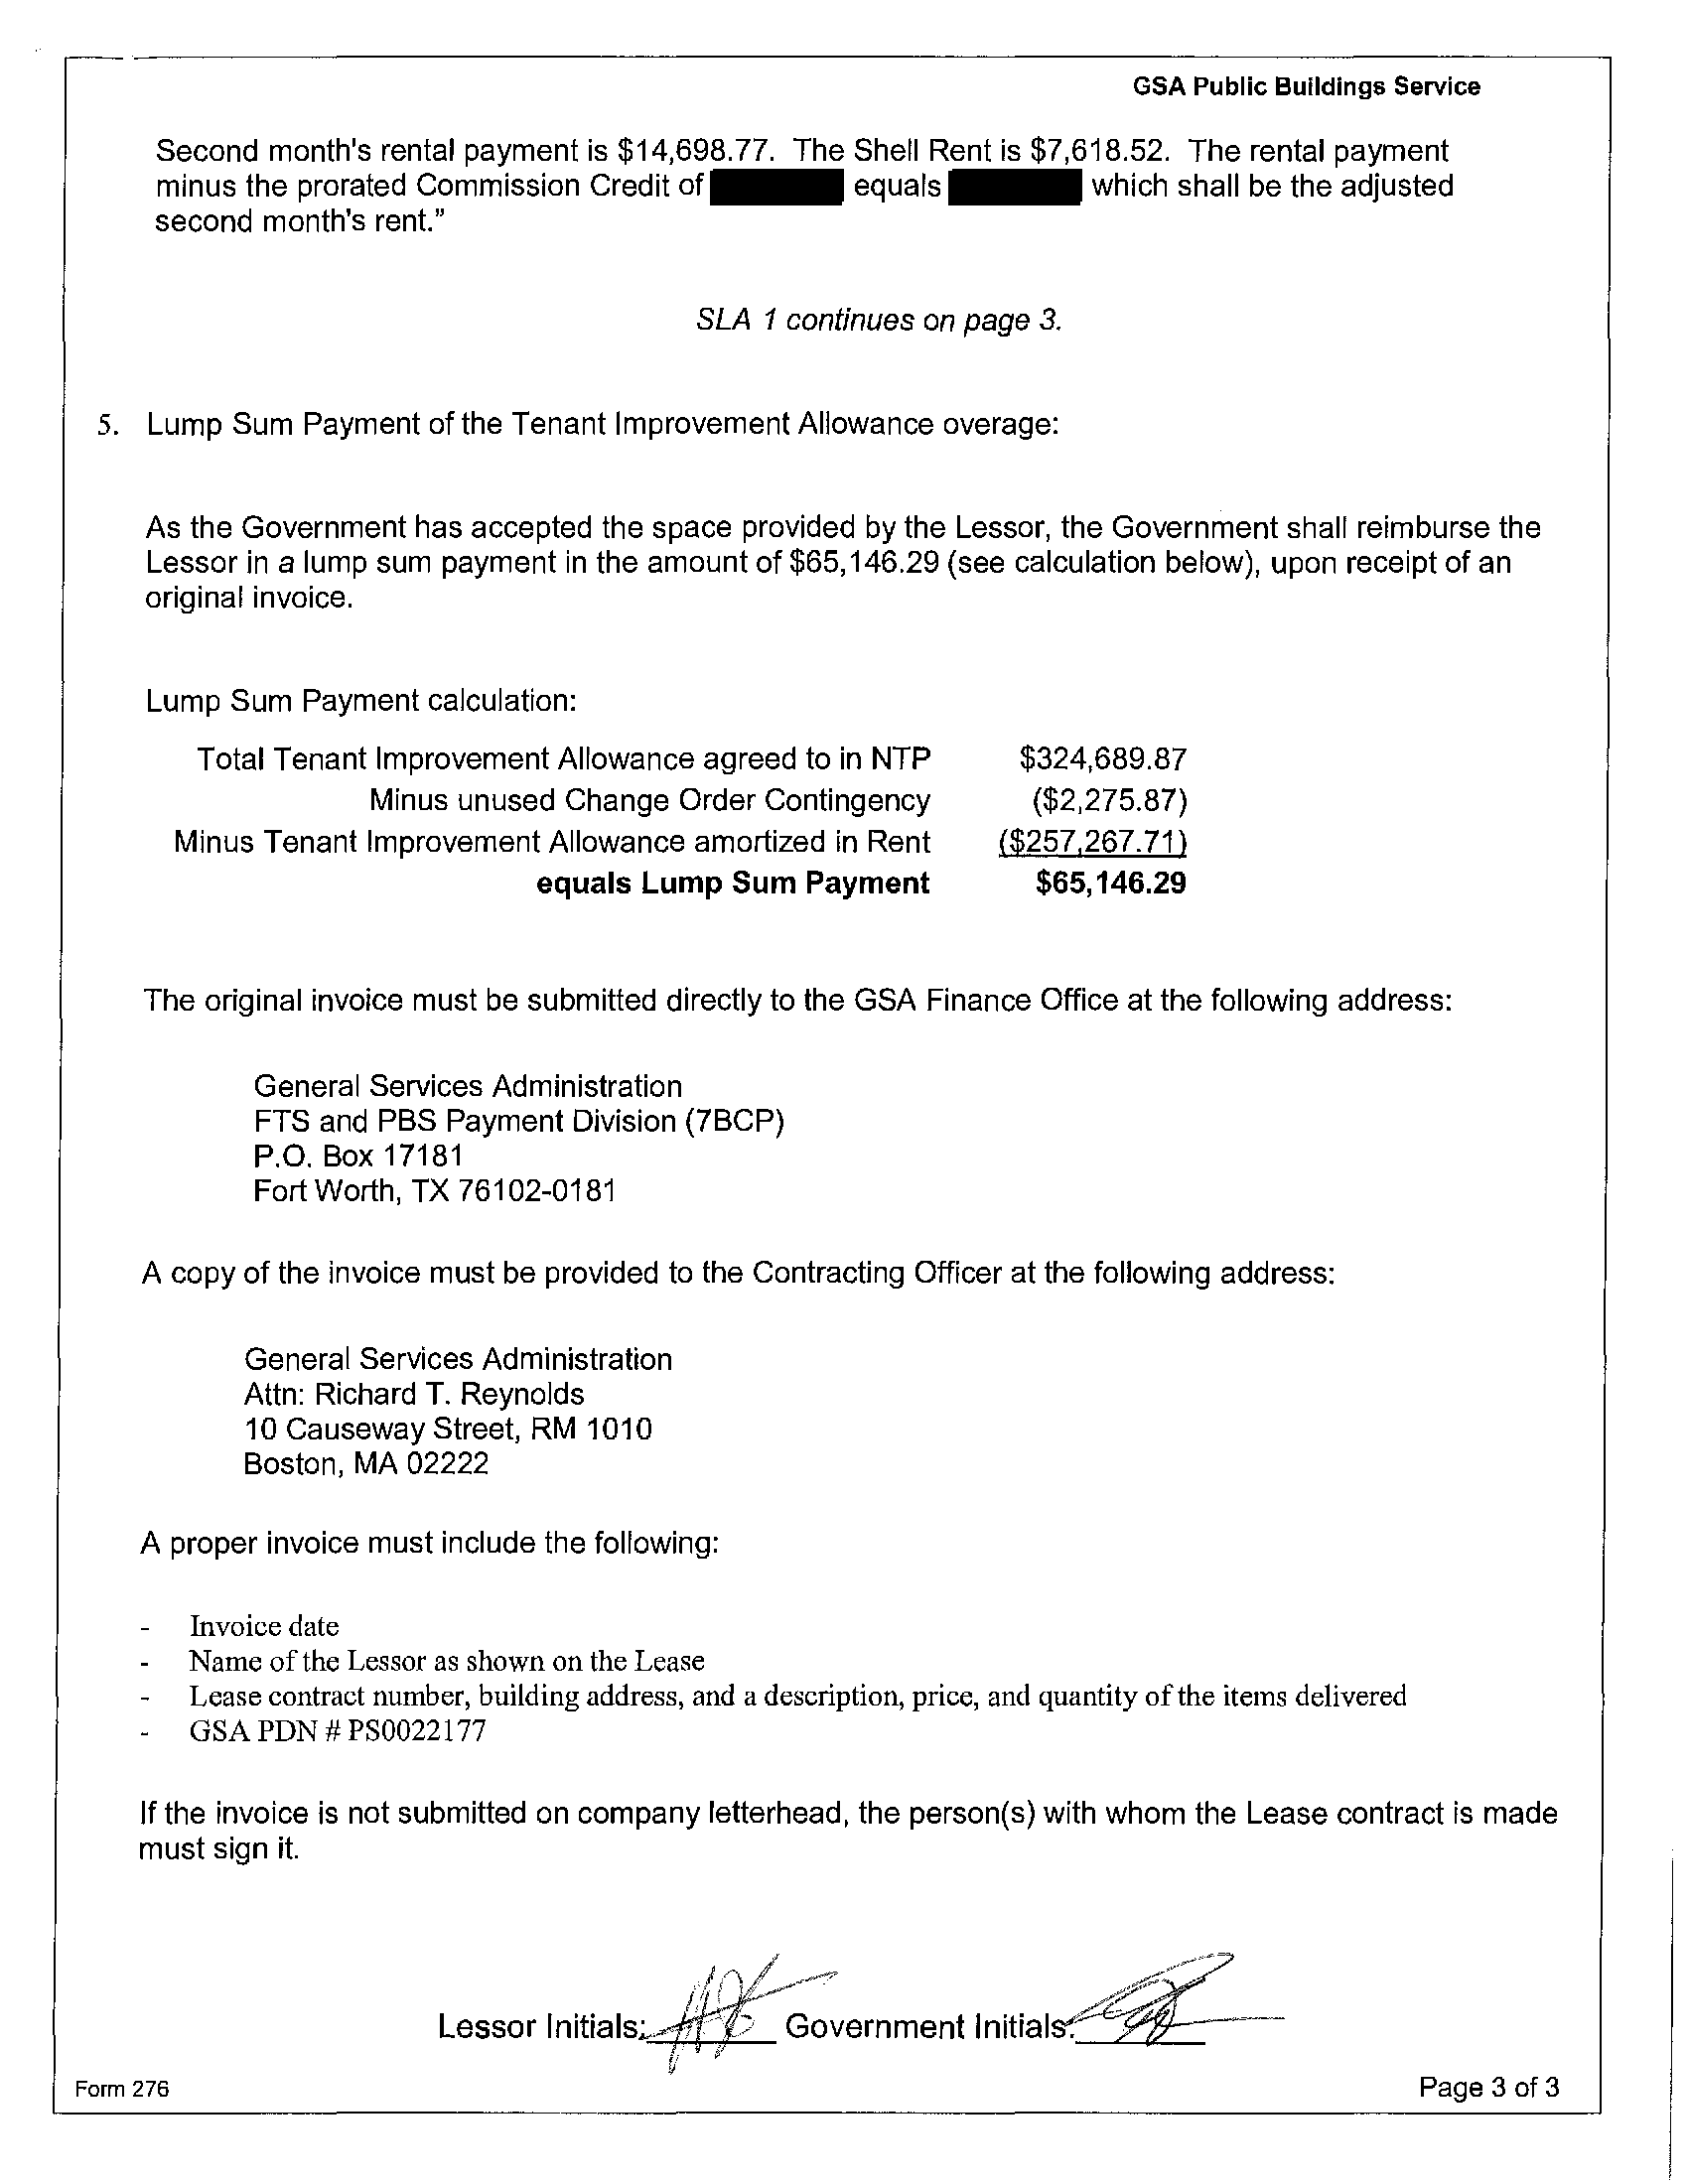 GSA Public Buildings Service
Second month's rental payment is $14,698.77. The Shell Rent is $7,618.52. The rental payment
minus the prorated Commission Credit of equals which shall be the adjusted
second month's rent."
SLA 1 continues on page 3.
5. Lump Sum Payment of the Tenant Improvement Allowance overage:
As the Government has accepted the space provided by the Lessor, the Government shall reimburse the
Lessor in a lump sum payment in the amount of $65,146.29 (see calculation below), upon receipt of an
original invoice.
Lump Sum Payment calculation:
Total Tenant Improvement Allowance agreed to in NTP $324,689.87
Minus unused Change Order Contingency ($2,275.87)
Minus Tenant Improvement Allowance amortized in Rent ($257,267.71)
equals Lump Sum Payment $65,146.29
The original invoice must be submitted directly to the GSA Finance Office at the following address:
General Services Administration
FTS and PBS Payment Division (7BCP)
P.O. Box 17181
Fort Worth, TX 76102-0181
A copy of the invoice must be provided to the Contracting Officer at the following address:
General Services Administration
Attn: Richard T. Reynolds
10 Causeway Street, RM 1010
Boston, MA 02222
A proper invoice must include the following:
- Invoice date
- Name of the Lessor as shown on the Lease
- Lease contract number, building address, and a description, price, and quantity of the items delivered
- GSA PDN # PS0022177
If the invoice is not submitted on company letterhead, the person(s) with whom the Lease contract is made
must sign it.
Lessor Initials: Government Initials:
Form 276 Page 3 of 3